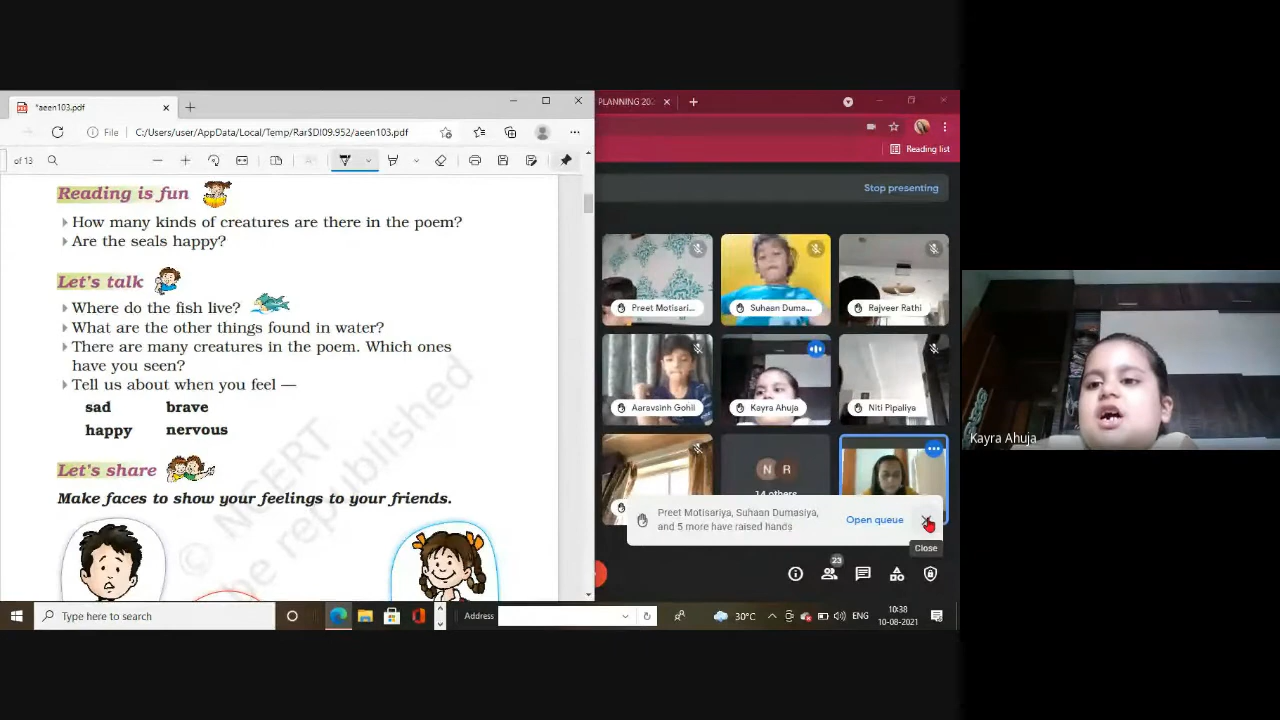 *aeen103.pdf
PLANNING 202
File
C:/Users/user/AppData/Local/Temp/Rar$DI09.952/aeen103.pdf
Reading list
of 13
Stop presenting
Reading is fun
How many kinds of creatures are there in the poem?
Are the seals happy?
Let's talk
Where do the fish live?
What are the other things found in water?
There are many creatures in the poem. Which ones
have you seen?
Tell us about when you feel —
sad brave
happy nervous
Let's share
Make faces to show your feelings to your friends.
© NCERT
be republished
Preet Motisari...
Suhaan Duma...
Rajveer Rathi
Aaravsinh Gohil
Kayra Ahuja
Niti Pipaliya
N R
14 others
Preet Motisariya, Suhaan Dumasiya,
and 5 more have raised hands
Open queue
Close
23
Kayra Ahuja
Type here to search
Address
30°C
ENG
10:38
10-08-2021